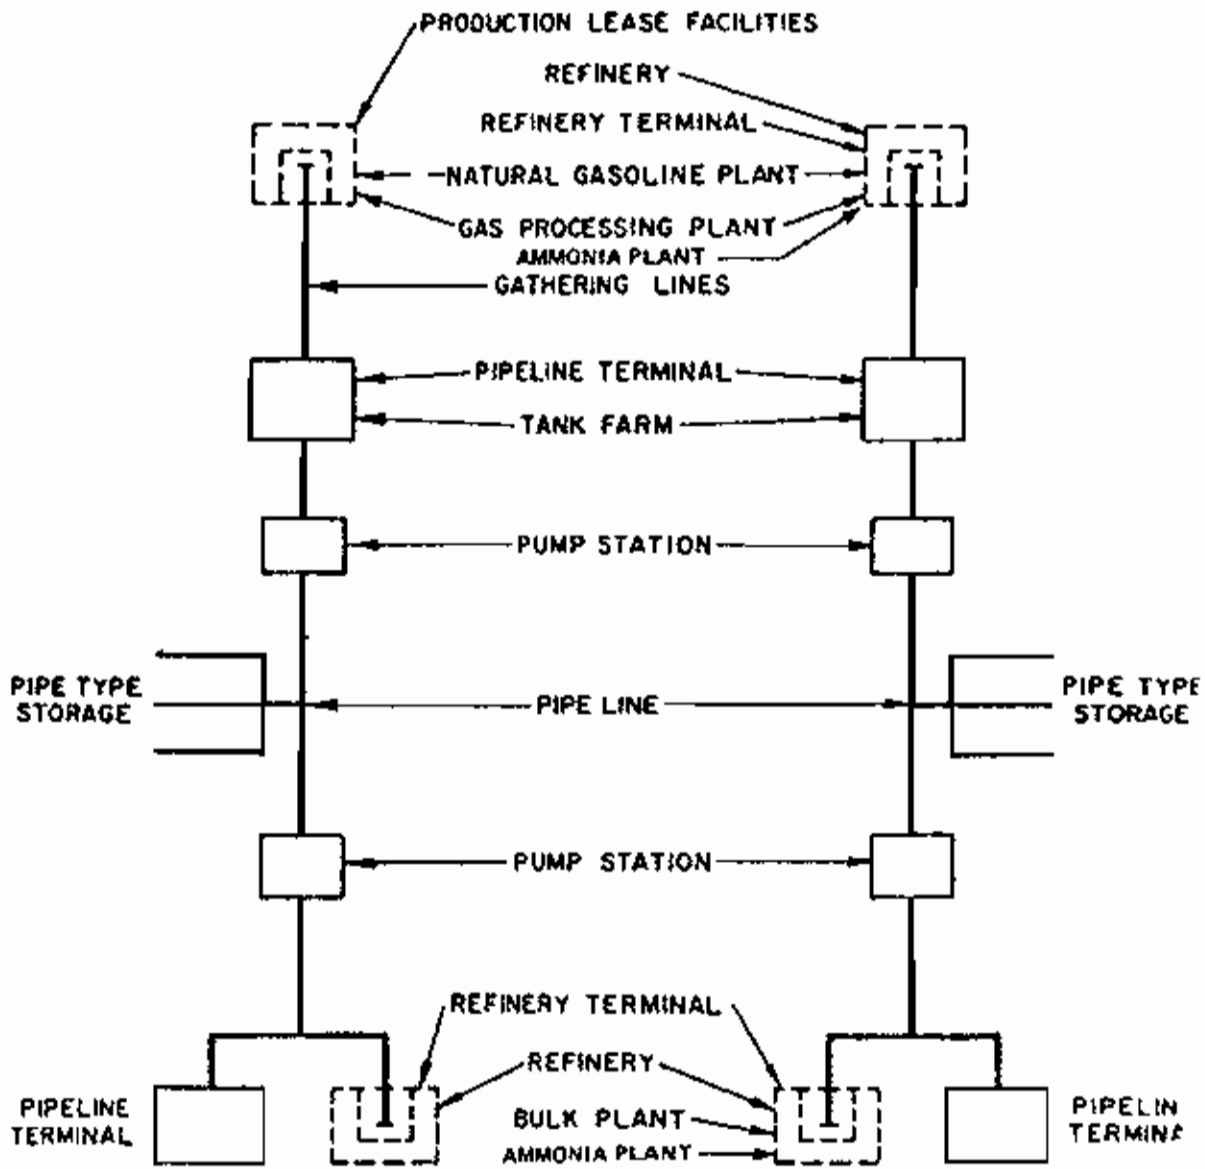 PRODUCTION LEASE FACILITIES
REFINERY
REFINERY TERMINAL
NATURAL GASOLINE PLANT
GAS PROCESSING PLANT
AMMONIA PLANT
GATHERING LINES
PIPELINE TERMINAL
TANK FARM
PUMP STATION
PIPE TYPE
STORAGE
PIPE LINE
PIPE TYPE
STORAGE
PUMP STATION
REFINERY TERMINAL
REFINERY
BULK PLANT
AMMONIA PLANT
PIPELINE
TERMINAL
PIPELIN
TERMINA